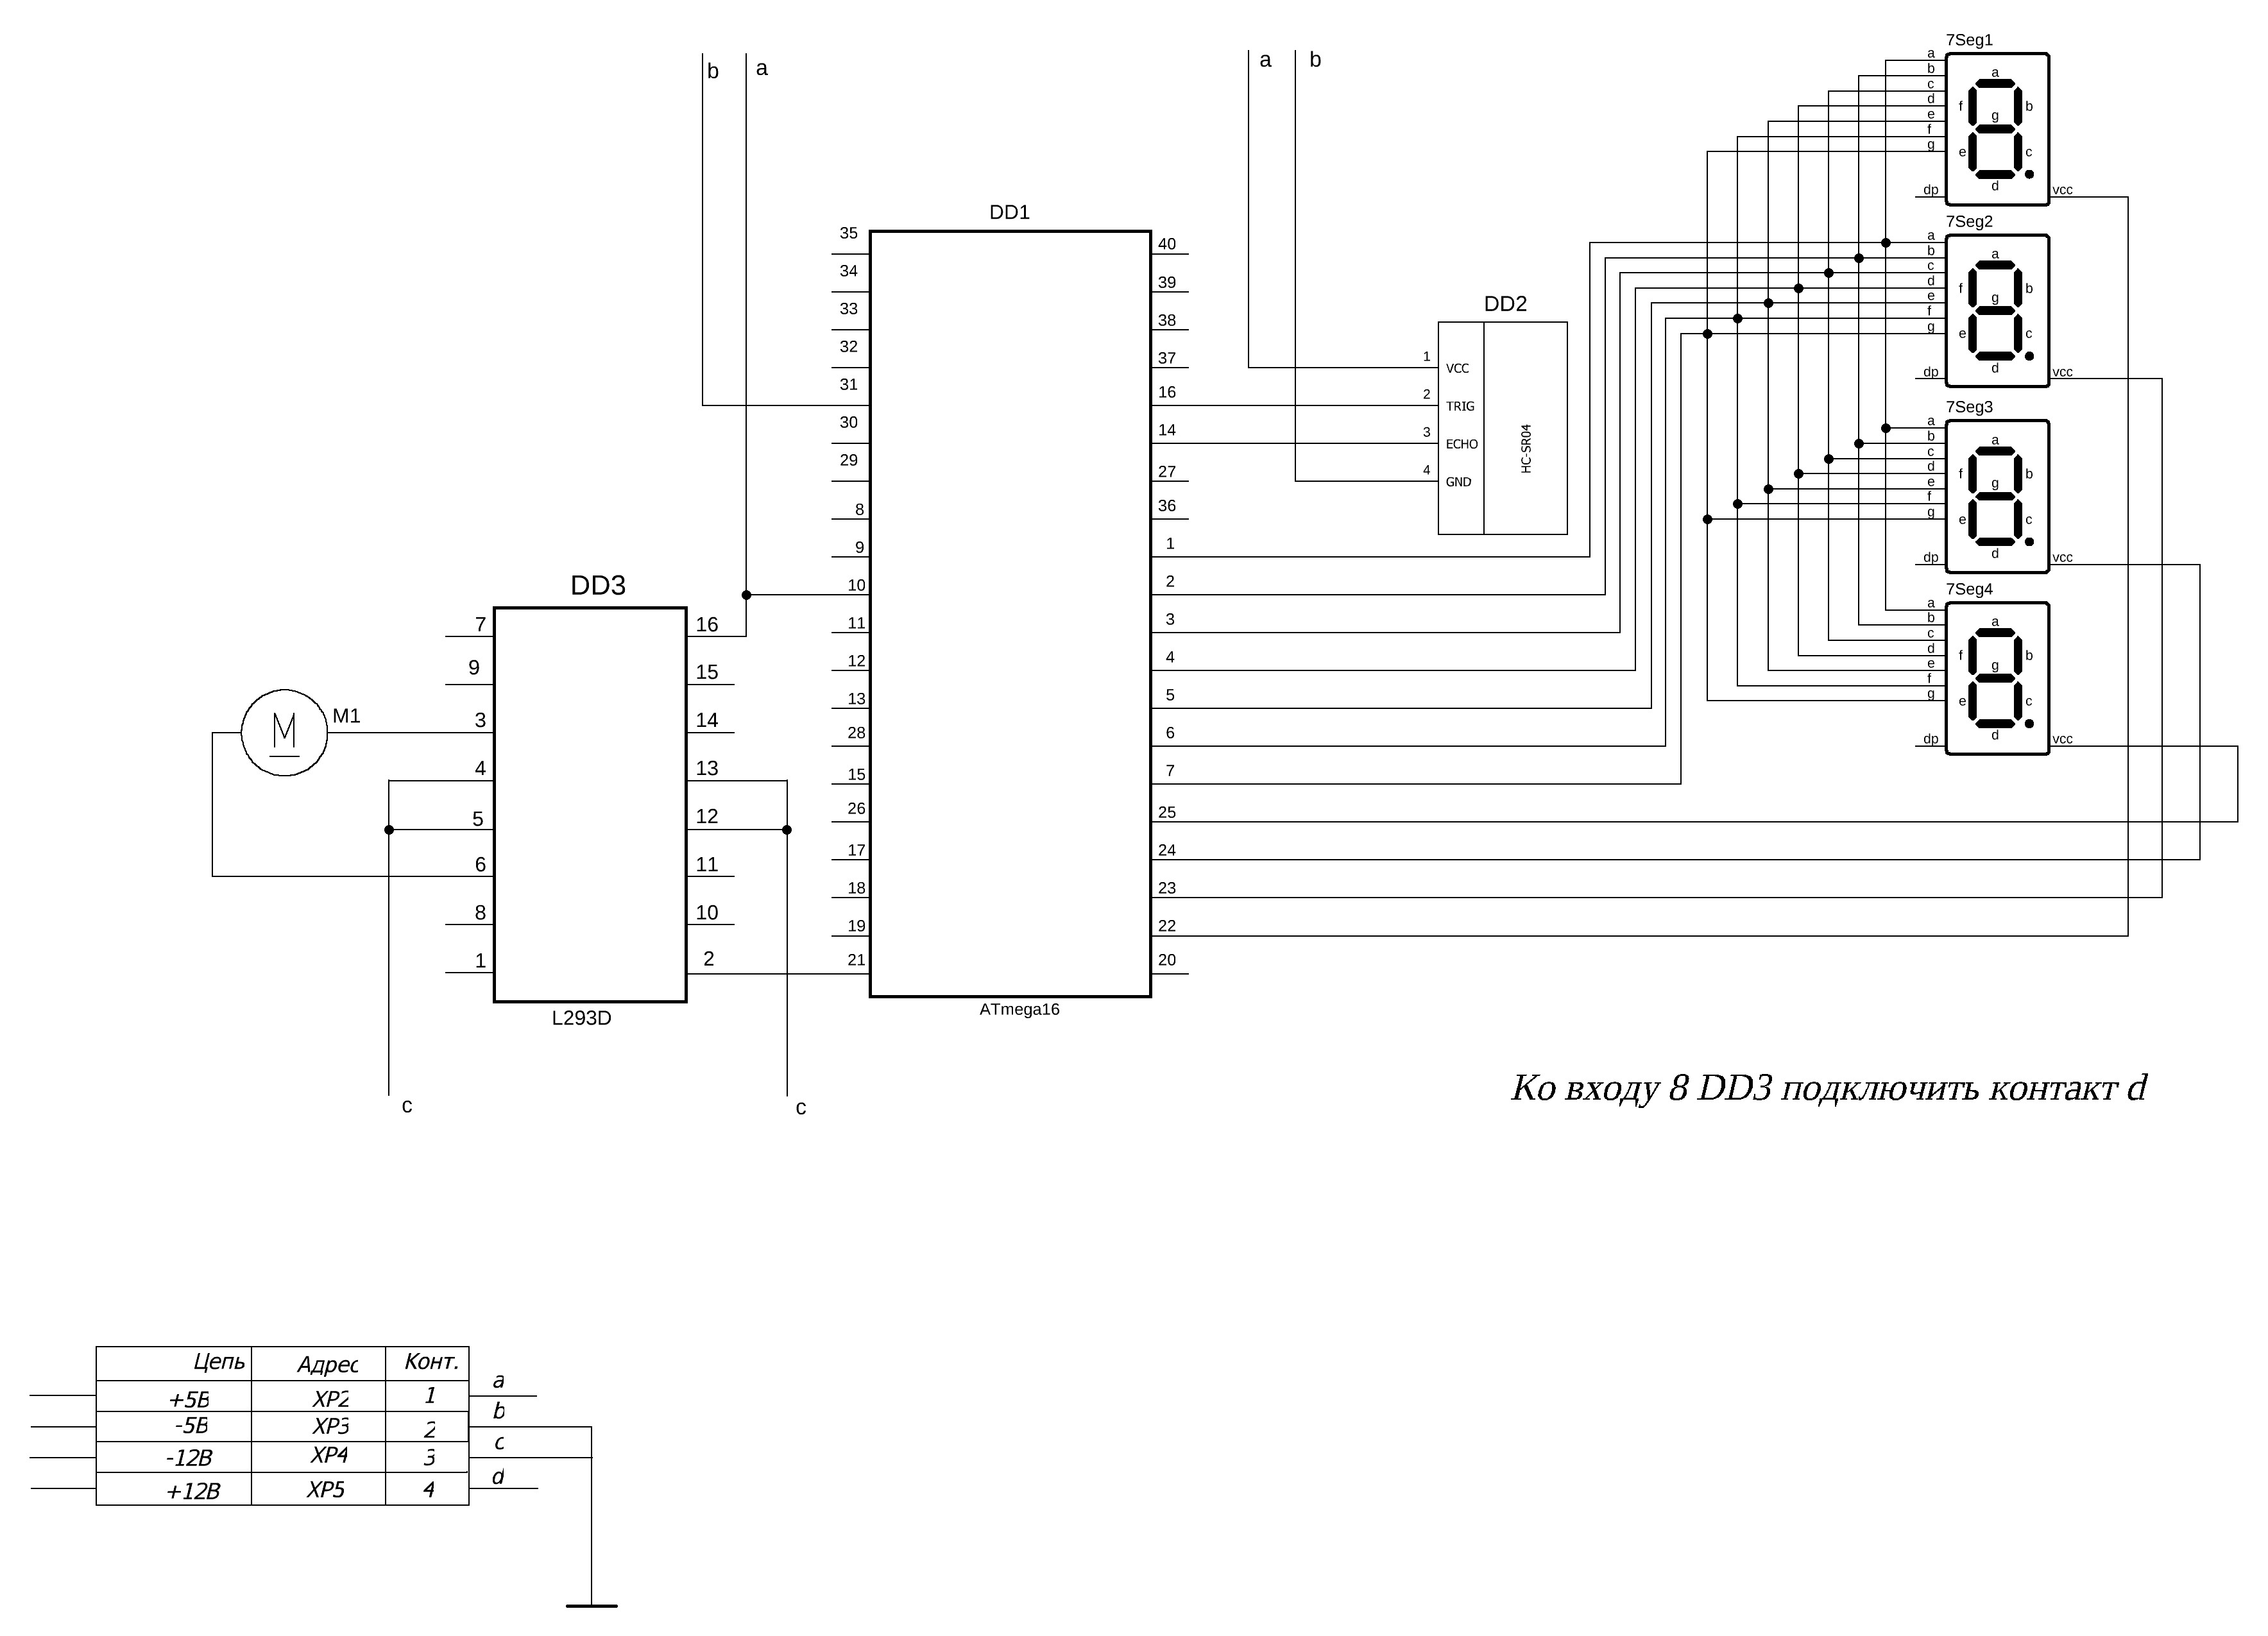 b
a
a
b
7Seg1
a
b
c
d
e
f
g
dp
a
f
b
g
e
c
d
vcc
7Seg2
a
b
c
d
e
f
g
dp
a
f
b
g
e
c
d
vcc
7Seg3
a
b
c
d
e
f
g
dp
a
f
b
g
e
c
d
vcc
7Seg4
a
b
c
d
e
f
g
dp
a
f
b
g
e
c
d
vcc
DD1
35
34
33
32
31
30
29
8
9
10
11
12
13
28
15
26
17
18
19
21
40
39
38
37
16
14
27
36
1
2
3
4
5
6
7
25
24
23
22
20
ATmega16
DD2
1 VCC
2 TRIG
3 ECHO
4 GND
HC-SR04
DD3
7
9
3
4
5
6
8
1
16
15
14
13
12
11
10
2
L293D
M
M1
c
c
Ко входу 8 DD3 подключить контакт d
Цепь Адрес Конт.
+5В XP2 1 a
-5В XP3 2 b
-12В XP4 3 c
+12В XP5 4 d